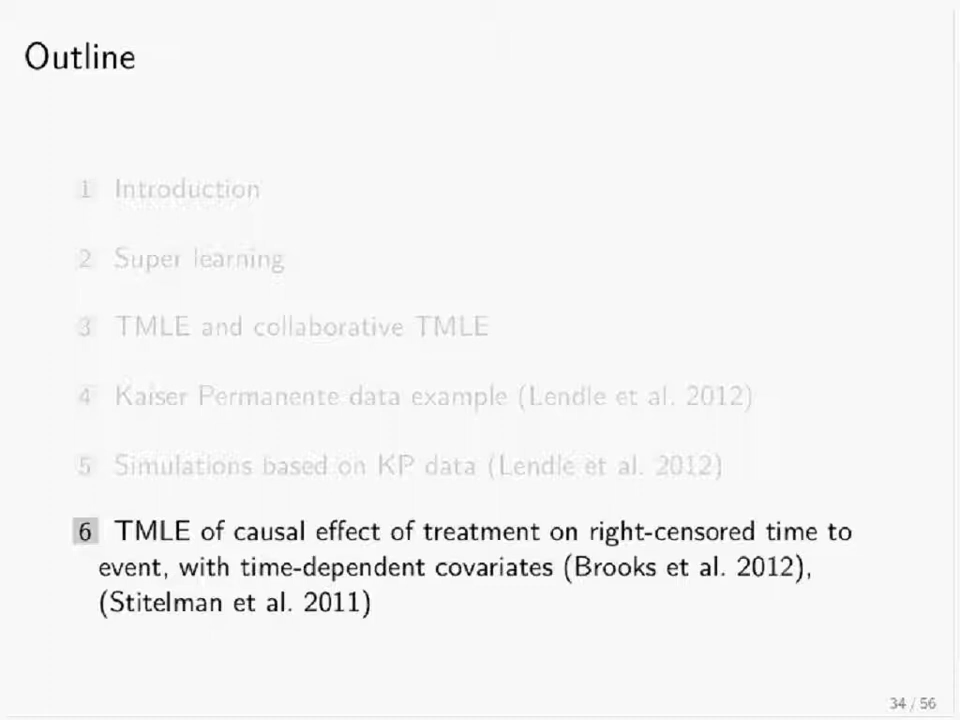 Outline
1 Introduction
2 Super learning
3 TMLE and collaborative TMLE
4 Kaiser Permanente data example (Lendle et al. 2012)
5 Simulations based on KP data (Lendle et al. 2012)
6 TMLE of causal effect of treatment on right-censored time to
event, with time-dependent covariates (Brooks et al. 2012),
(Stitelman et al. 2011)
34 / 56